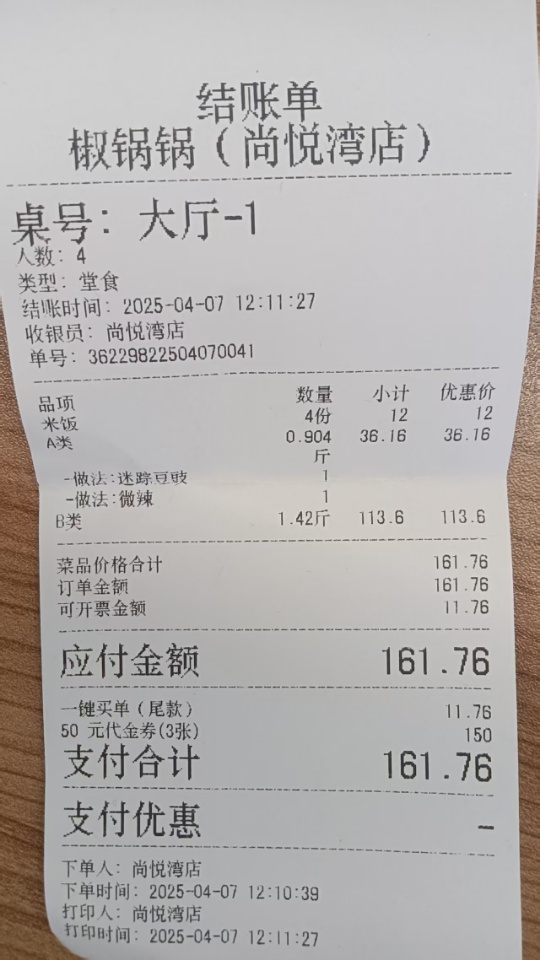 结账单
椒锅锅（尚悦湾店）
桌号: 大厅-1
人数: 4
类型: 堂食
结账时间: 2025-04-07 12:11:27
收银员: 尚悦湾店
单号: 36229822504070041
品项 数量 小计 优惠价
米饭 4份 12 12
A类 0.904 36.16 36.16
斤
-做法:迷踪豆豉 1
-做法:微辣 1
B类 1.42斤 113.6 113.6
菜品价格合计 161.76
订单金额 161.76
可开票金额 11.76
应付金额 161.76
一键买单（尾款） 11.76
50 元代金券(3张) 150
支付合计 161.76
支付优惠 -
下单人: 尚悦湾店
下单时间: 2025-04-07 12:10:39
打印人: 尚悦湾店
打印时间: 2025-04-07 12:11:27